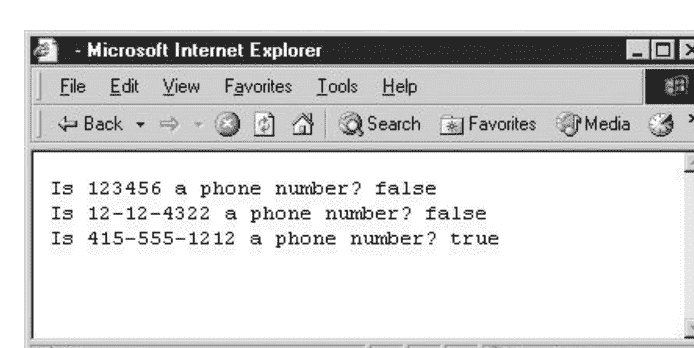 - Microsoft Internet Explorer
File Edit View Favorites Tools Help
Back Search Favorites Media
Is 123456 a phone number? false
Is 12-12-4322 a phone number? false
Is 415-555-1212 a phone number? true